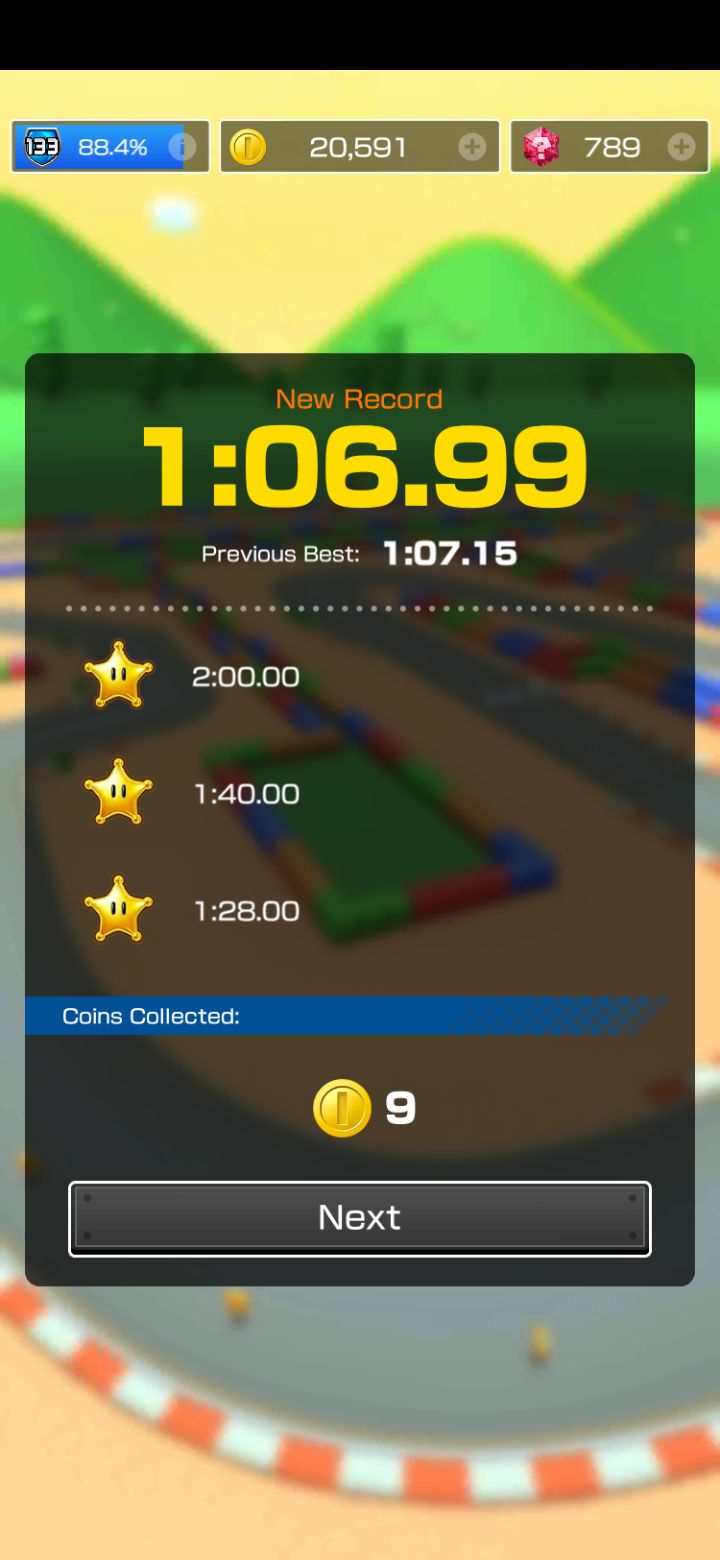 133 88.4% i 20,591 + ? 789 +
New Record
1:06.99
Previous Best: 1:07.15
2:00.00
1:40.00
1:28.00
Coins Collected:
9
Next